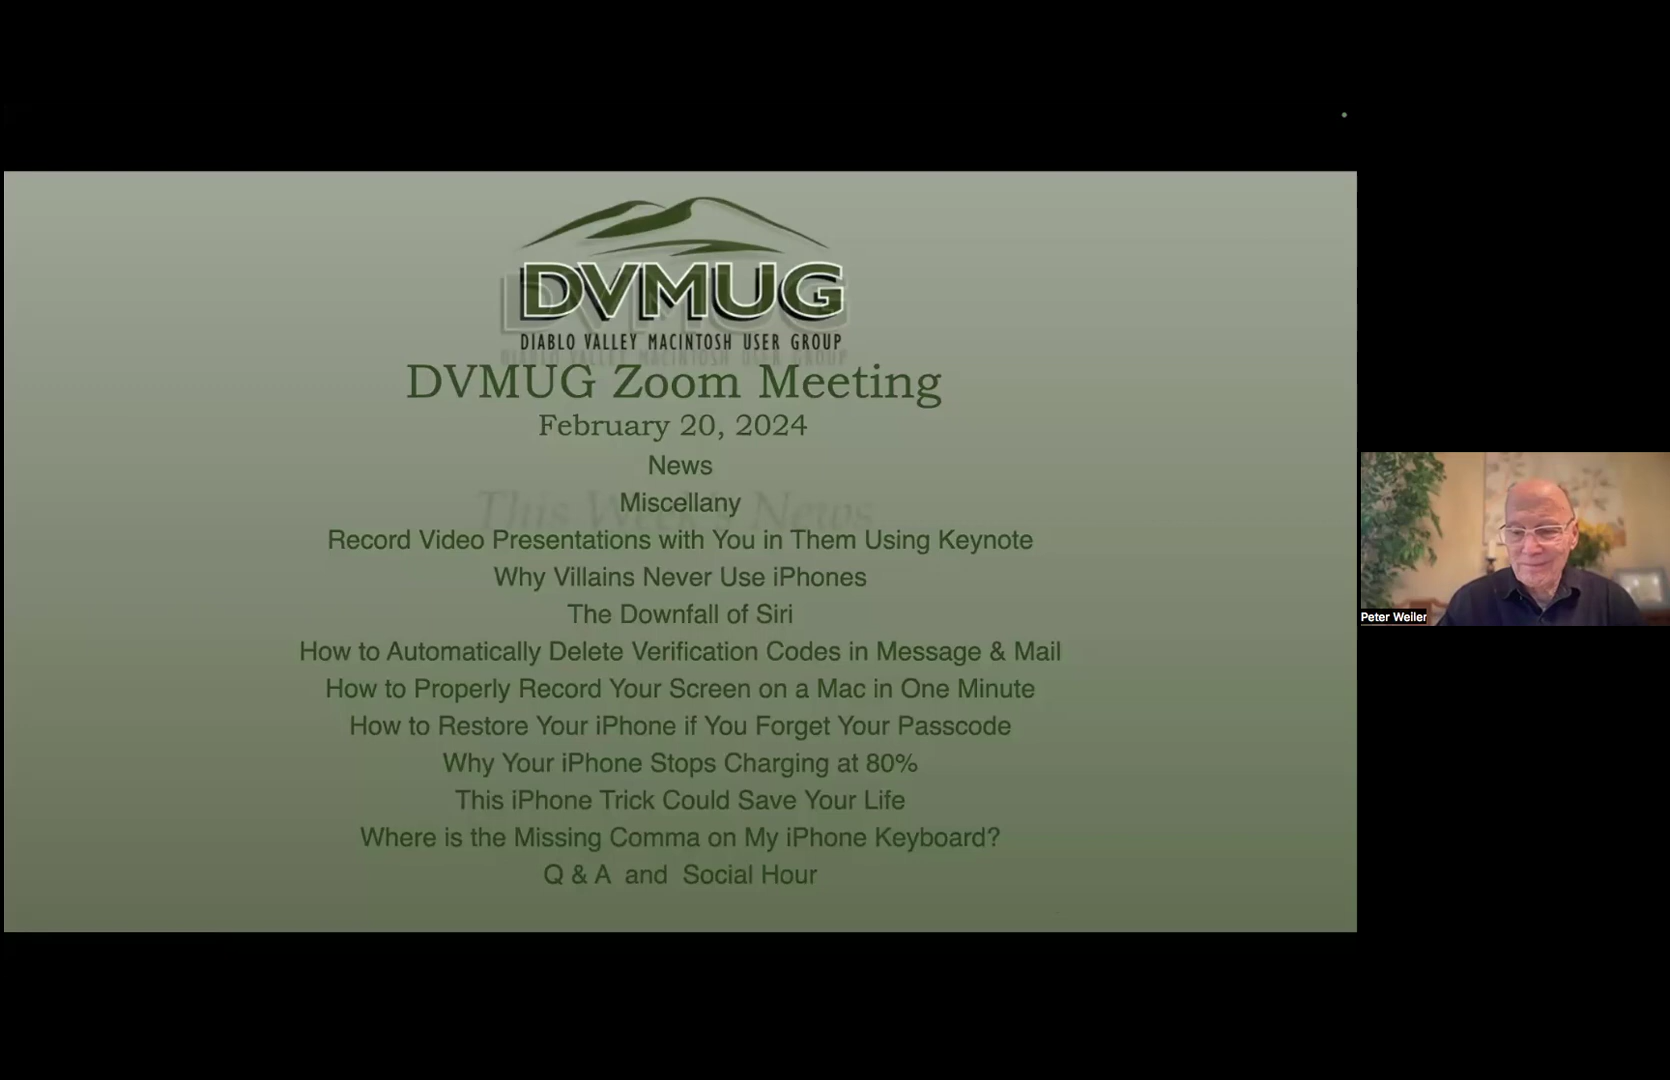 DVMUG
DIABLO VALLEY MACINTOSH USER GROUP
DVMUG Zoom Meeting
February 20, 2024
News
Miscellany
This Week's News
Record Video Presentations with You in Them Using Keynote
Why Villains Never Use iPhones
The Downfall of Siri
How to Automatically Delete Verification Codes in Message & Mail
How to Properly Record Your Screen on a Mac in One Minute
How to Restore Your iPhone if You Forget Your Passcode
Why Your iPhone Stops Charging at 80%
This iPhone Trick Could Save Your Life
Where is the Missing Comma on My iPhone Keyboard?
Q & A and Social Hour
Peter Weiler